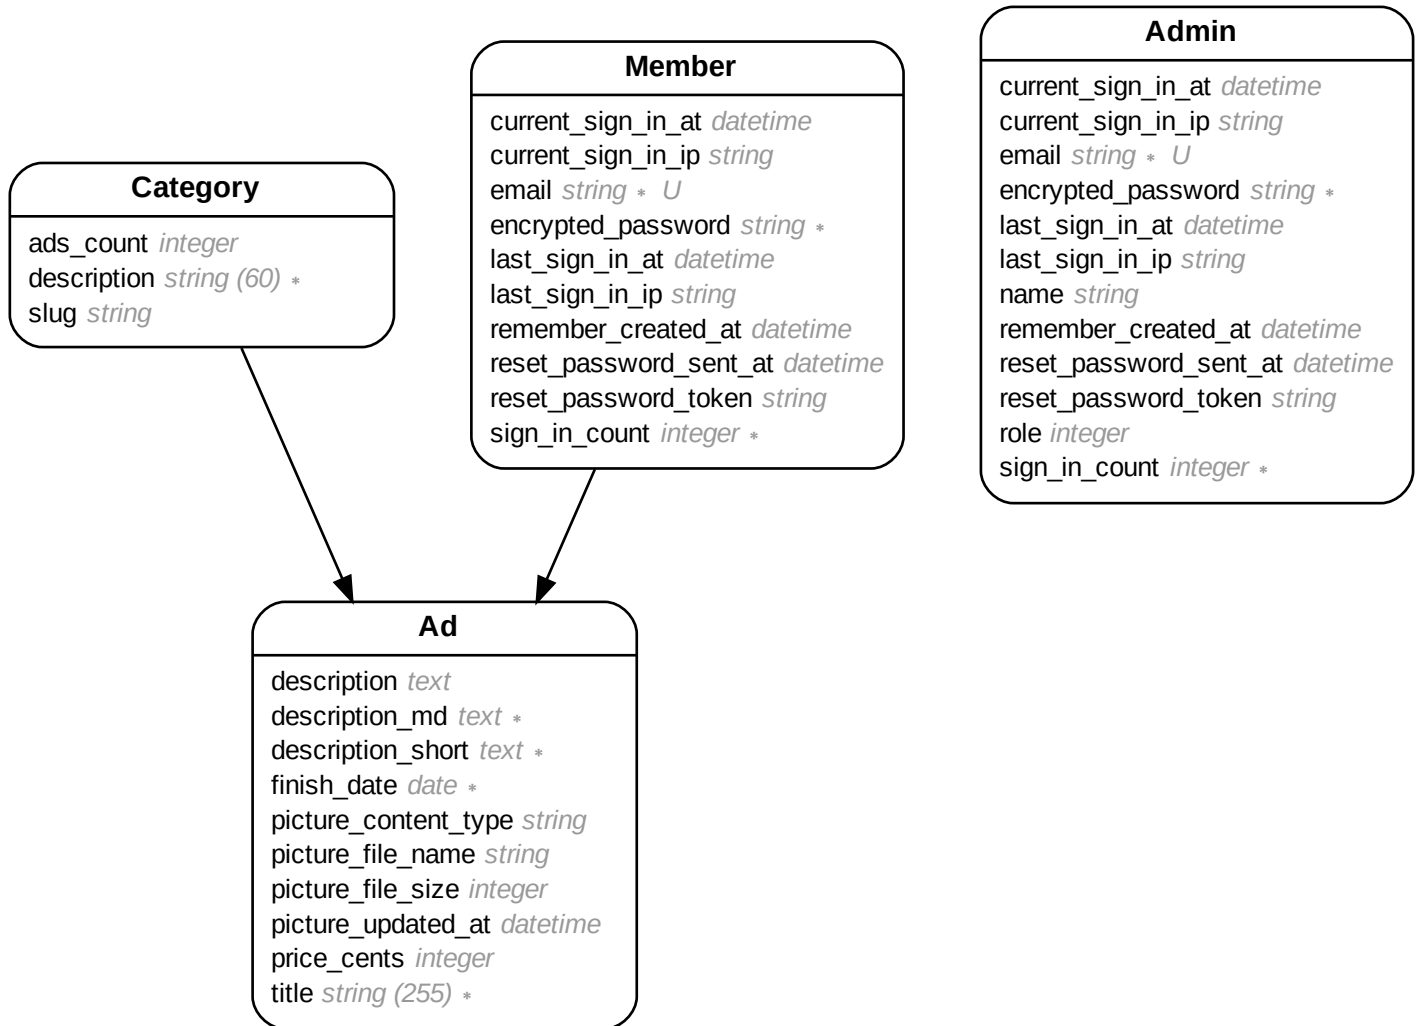 Category
ads_count integer
description string (60) *
slug string
Member
current_sign_in_at datetime
current_sign_in_ip string
email string * U
encrypted_password string *
last_sign_in_at datetime
last_sign_in_ip string
remember_created_at datetime
reset_password_sent_at datetime
reset_password_token string
sign_in_count integer *
Admin
current_sign_in_at datetime
current_sign_in_ip string
email string * U
encrypted_password string *
last_sign_in_at datetime
last_sign_in_ip string
name string
remember_created_at datetime
reset_password_sent_at datetime
reset_password_token string
role integer
sign_in_count integer *
Ad
description text
description_md text *
description_short text *
finish_date date *
picture_content_type string
picture_file_name string
picture_file_size integer
picture_updated_at datetime
price_cents integer
title string (255) *